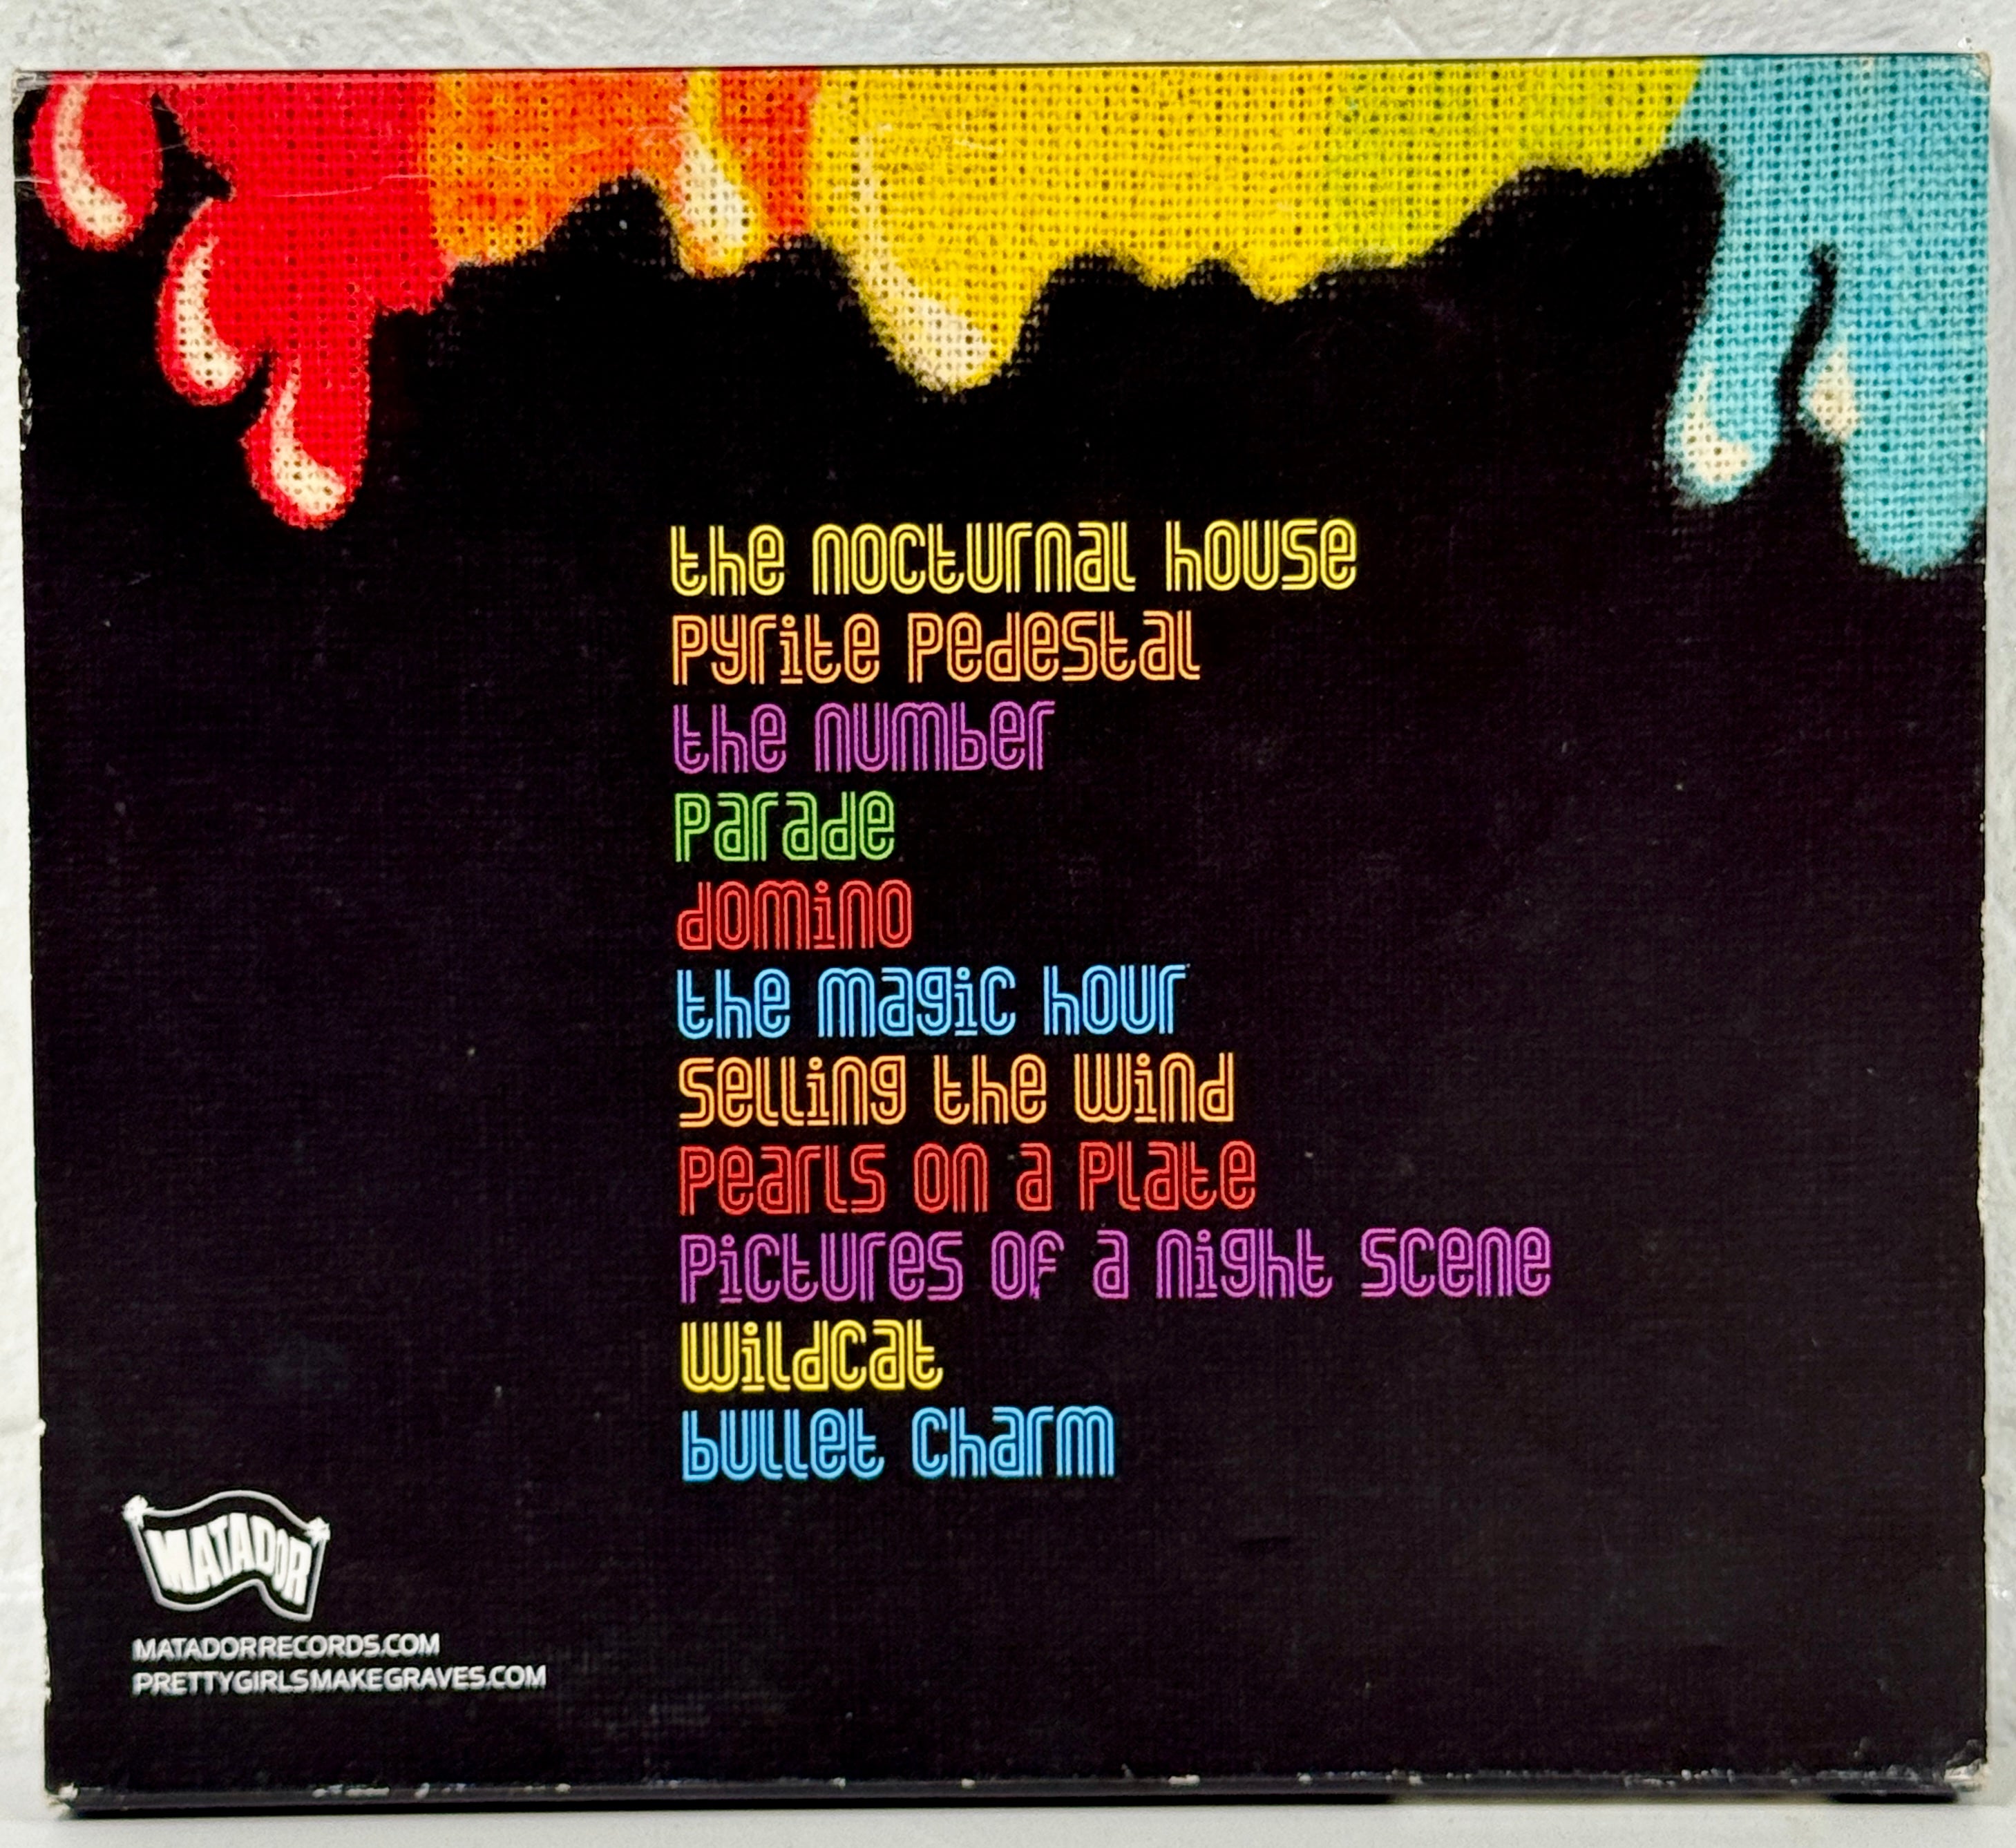 the nocturnal house
Pyrite Pedestal
the number
Parade
domino
the magic hour
Selling the Wind
Pearls on a Plate
Pictures of a Night Scene
Wildcat
bullet Charm
MATADOR
MATADORRECORDS.COM
PRETTYGIRLSMAKEGRAVES.COM